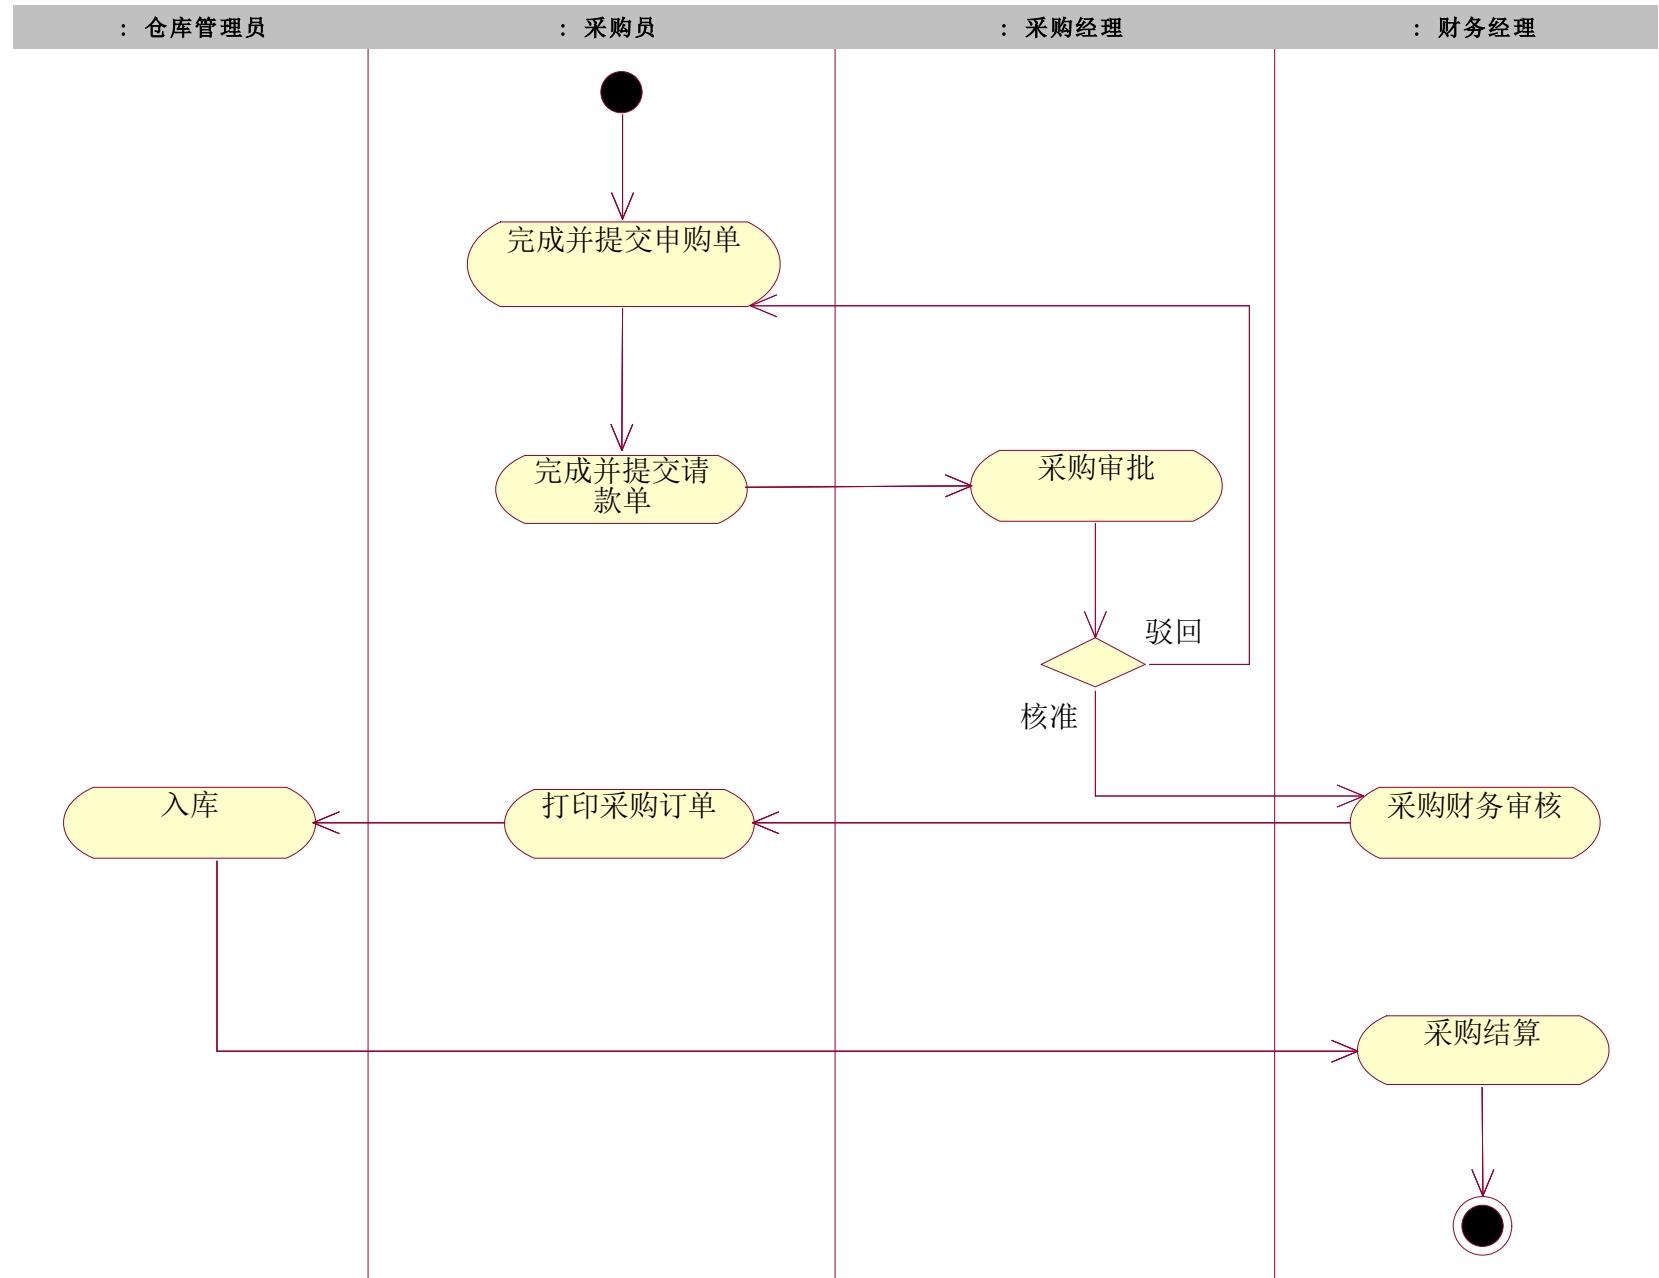 : 仓库管理员
: 采购员
: 采购经理
: 财务经理
完成并提交申购单
完成并提交请
款单
采购审批
驳回
核准
入库
打印采购订单
采购财务审核
采购结算